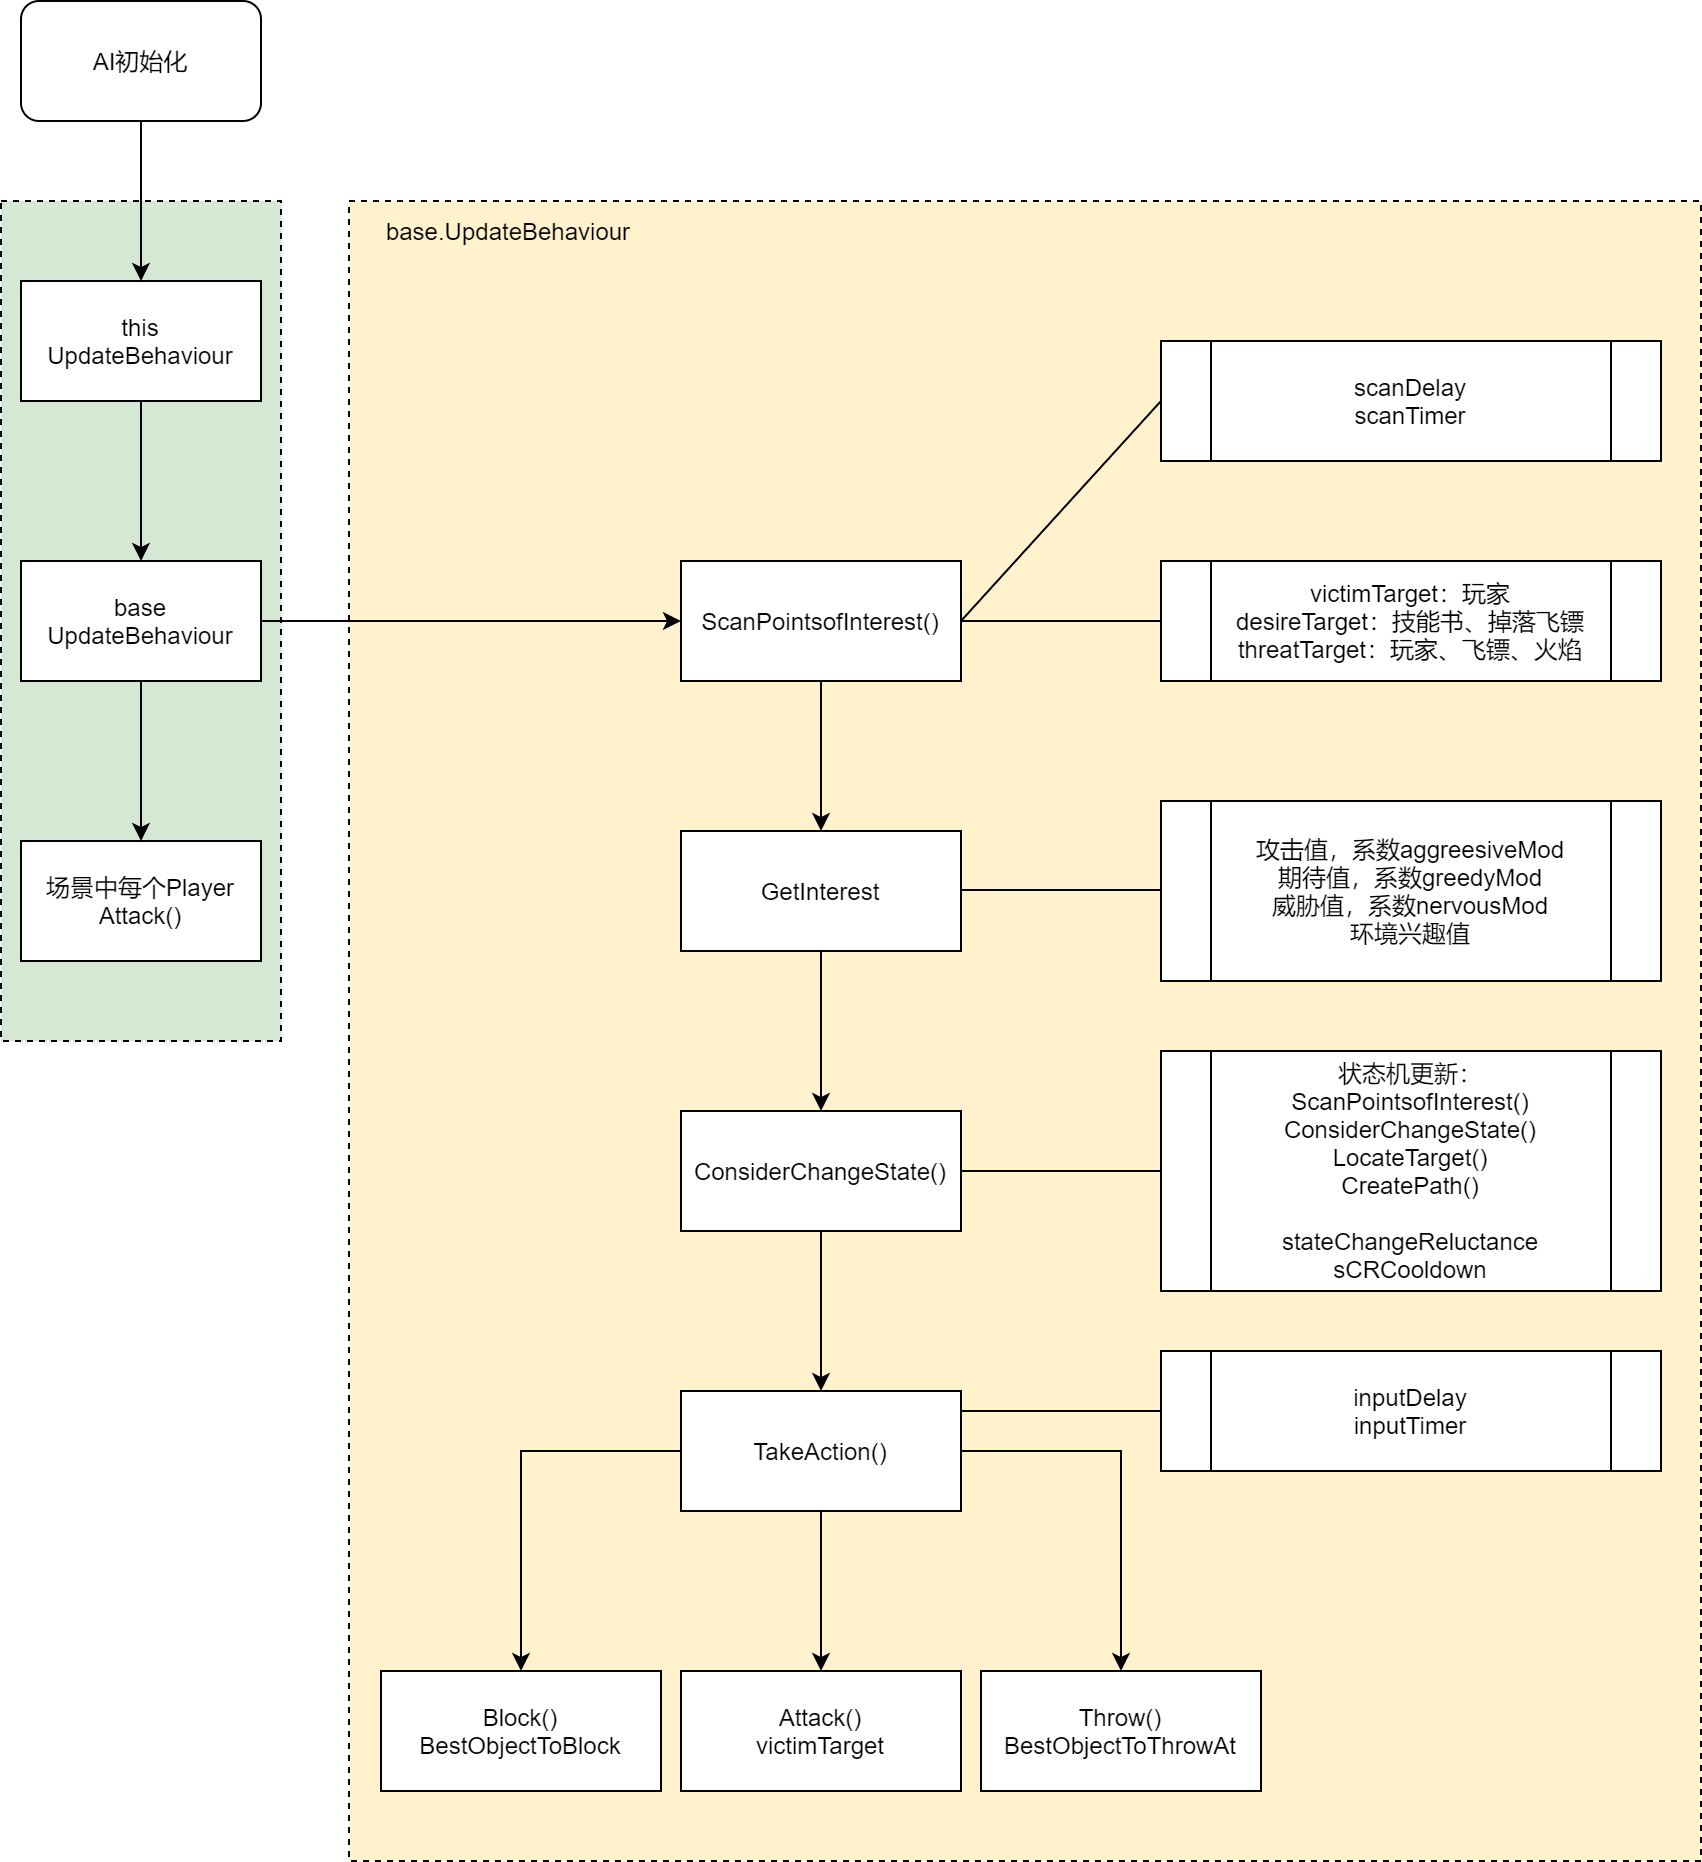 AI初始化
this
UpdateBehaviour
base
UpdateBehaviour
场景中每个Player
Attack()
base.UpdateBehaviour
scanDelay
scanTimer
ScanPointsofInterest()
victimTarget：玩家
desireTarget：技能书、掉落飞镖
threatTarget：玩家、飞镖、火焰
GetInterest
攻击值，系数aggreesiveMod
期待值，系数greedyMod
威胁值，系数nervousMod
环境兴趣值
ConsiderChangeState()
状态机更新：
ScanPointsofInterest()
ConsiderChangeState()
LocateTarget()
CreatePath()
stateChangeReluctance
sCRCooldown
TakeAction()
inputDelay
inputTimer
Block()
BestObjectToBlock
Attack()
victimTarget
Throw()
BestObjectToThrowAt